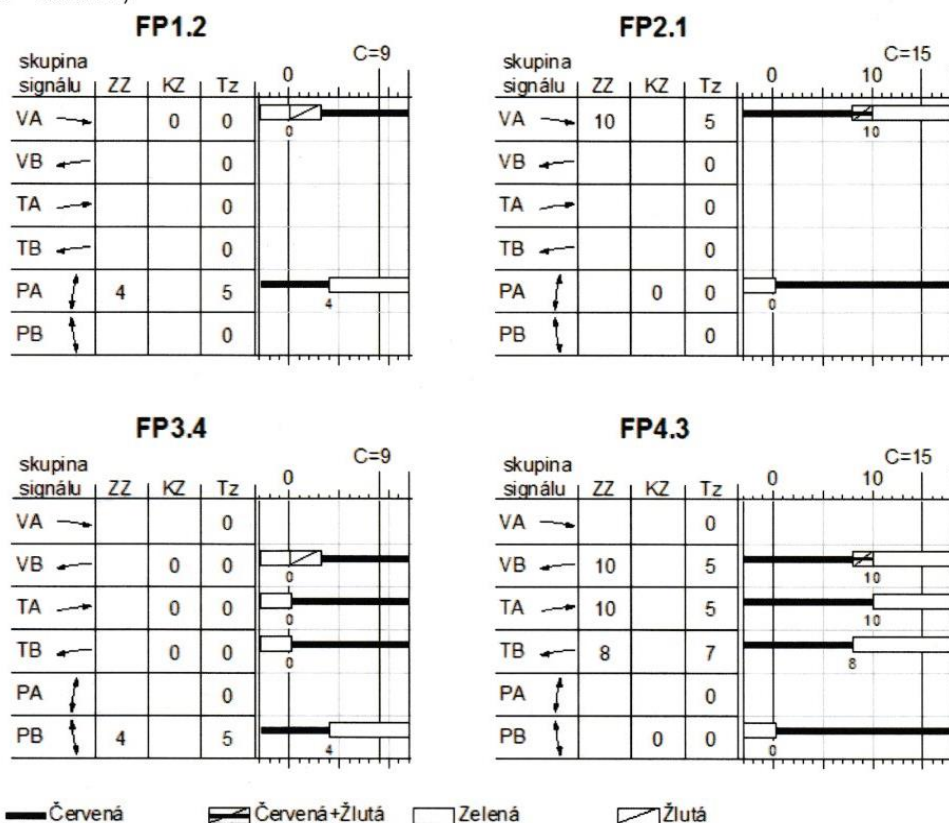 FP1.2
C=9
skupina
signálu ZZ KZ Tz
0
VA 0 0
0
VB 0
TA 0
TB 0
PA 4 5
4
PB 0
FP2.1
C=15
skupina
signálu ZZ KZ Tz
0 10
VA 10 5
10
VB 0
TA 0
TB 0
PA 0 0
0
PB 0
FP3.4
C=9
skupina
signálu ZZ KZ Tz
0
VA 0
VB 0 0
0
TA 0 0
0
TB 0 0
0
PA 0
PB 4 5
4
FP4.3
C=15
skupina
signálu ZZ KZ Tz
0 10
VA 0
VB 10 5
10
TA 10 5
10
TB 8 7
8
PA 0
PB 0 0
0
Červená Červená+Žlutá Zelená Žlutá